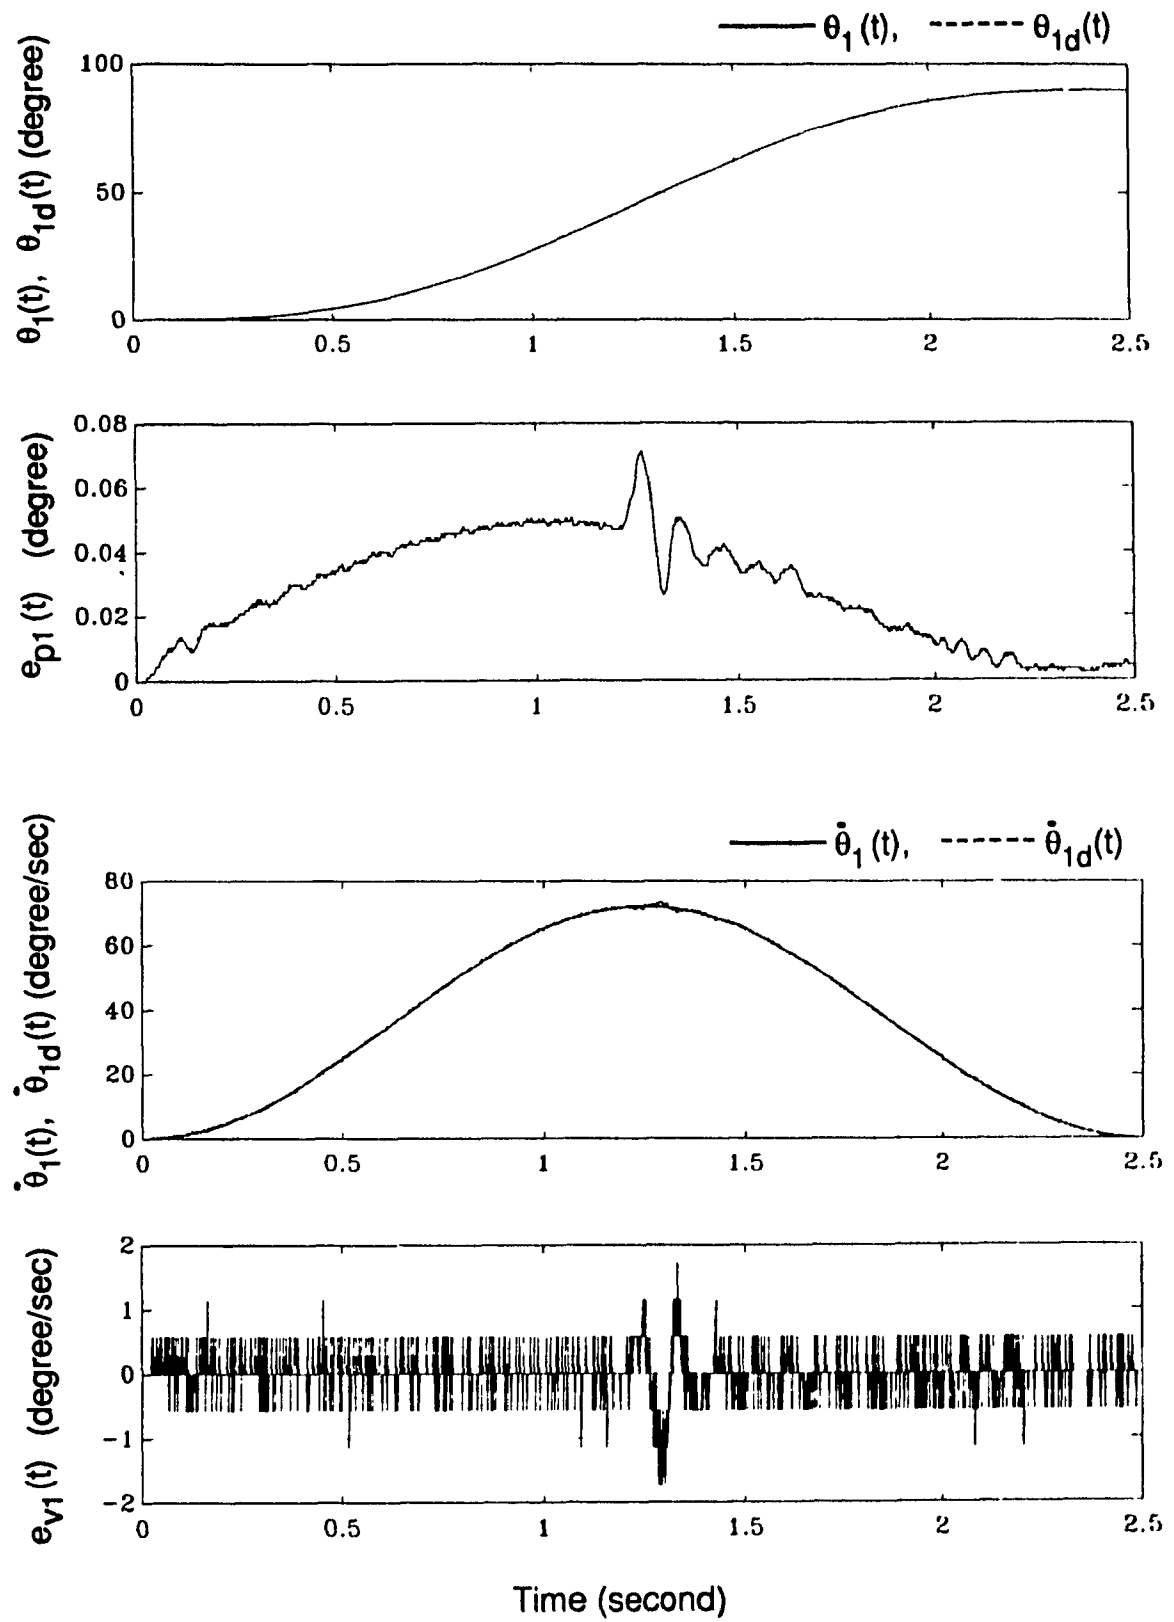 θ1(t), θ1d(t)
θ1(t), θ1d(t) (degree)
100
50
0
0 0.5 1 1.5 2 2.5
ep1(t) (degree)
0.08
0.06
0.04
0.02
0
0 0.5 1 1.5 2 2.5
θ̇1(t), θ̇1d(t)
θ̇1(t), θ̇1d(t) (degree/sec)
80
60
40
20
0
0 0.5 1 1.5 2 2.5
ev1(t) (degree/sec)
2
1
0
−1
−2
0 0.5 1 1.5 2 2.5
Time (second)